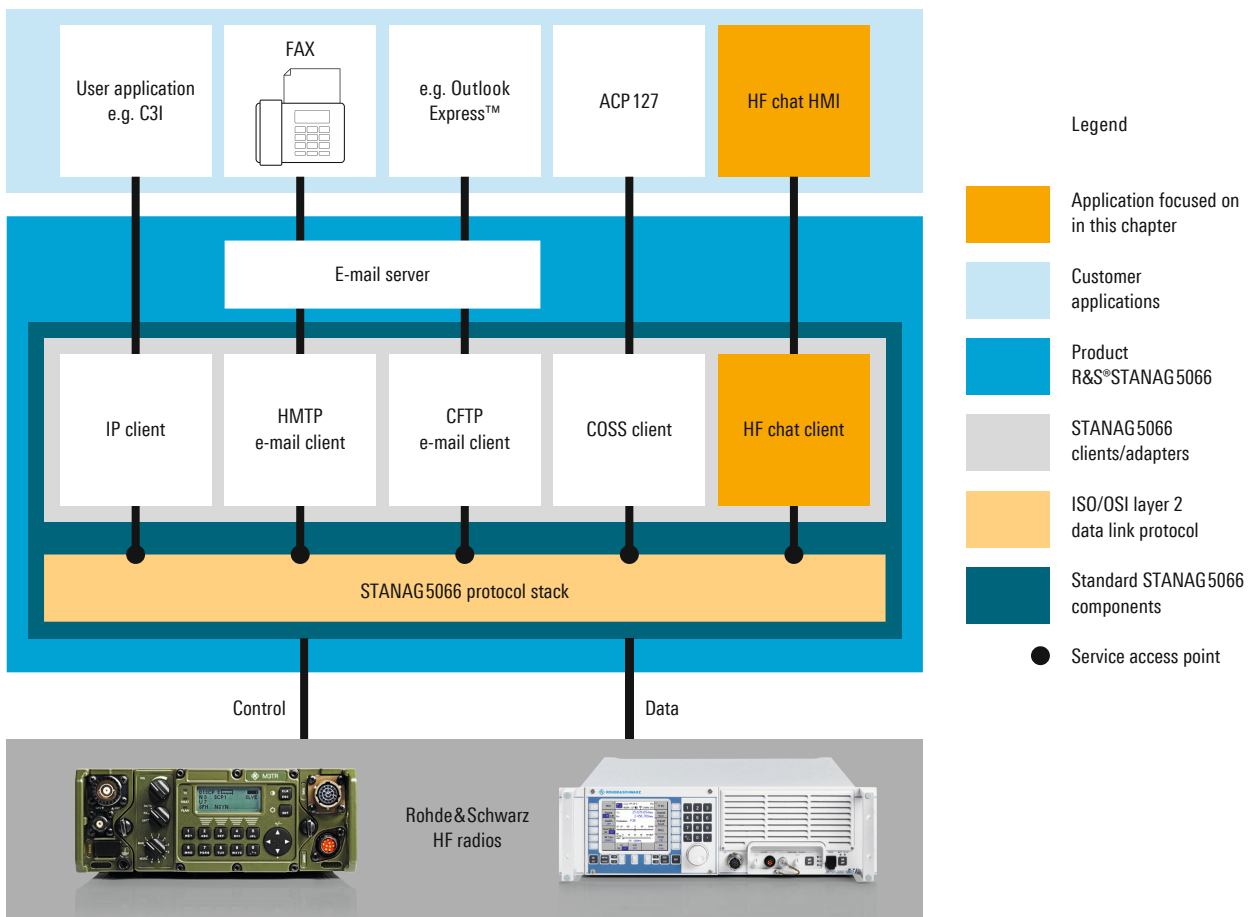 User application
e.g. C3I
FAX
e.g. Outlook
Express™
ACP 127
HF chat HMI
E-mail server
IP client
HMTP
e-mail client
CFTP
e-mail client
COSS client
HF chat client
STANAG 5066 protocol stack
Control
Data
M3TR
Rohde & Schwarz
HF radios
ROHDE&SCHWARZ
Legend
Application focused on
in this chapter
Customer
applications
Product
R&S®STANAG 5066
STANAG 5066
clients/adapters
ISO/OSI layer 2
data link protocol
Standard STANAG 5066
components
Service access point